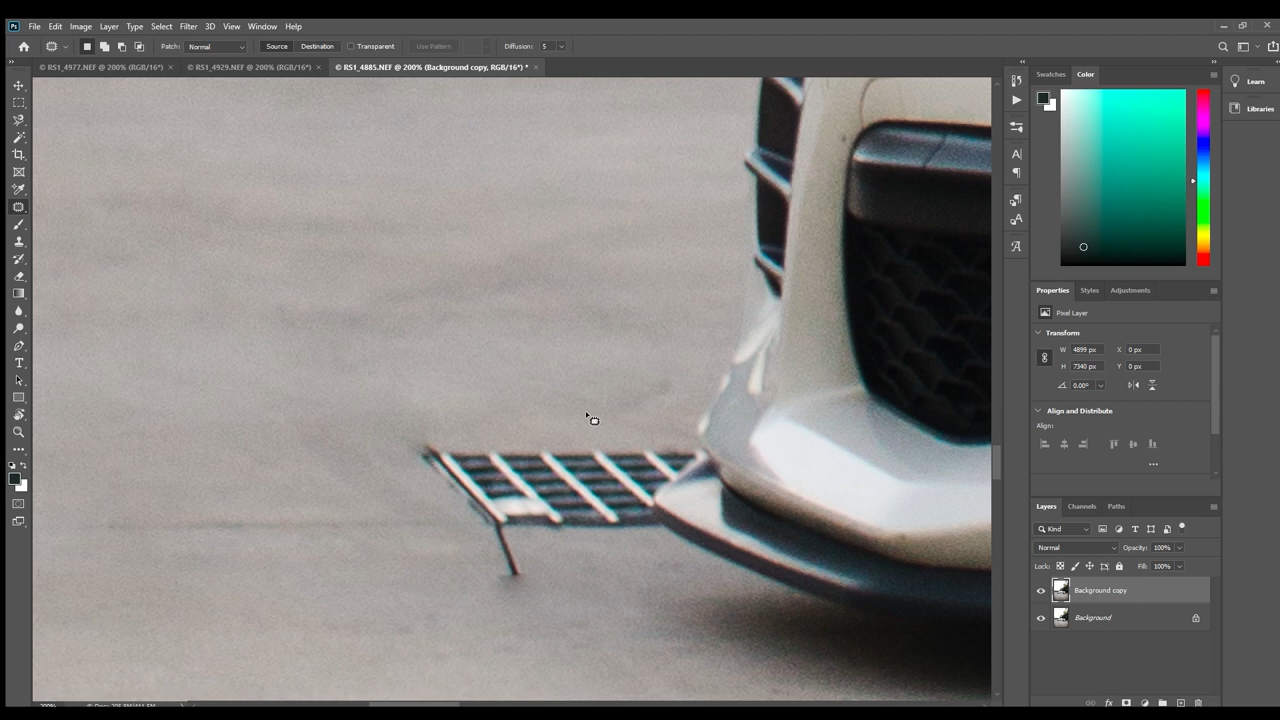 Ps File Edit Image Layer Type Select Filter 3D View Window Help
Patch: Normal Source Destination Transparent Use Pattern Diffusion: 5
© RS1_4977.NEF @ 200% (RGB/16*) × © RS1_4929.NEF @ 200% (RGB/16*) × © RS1_4885.NEF @ 200% (Background copy, RGB/16*) * ×
Swatches Color
Learn
Libraries
Properties Styles Adjustments
Pixel Layer
Transform
W 4899 px X 0 px
H 7340 px Y 0 px
0.00°
Align and Distribute
Align:
Layers Channels Paths
Kind
Normal Opacity: 100%
Lock: Fill: 100%
Background copy
Background
fx